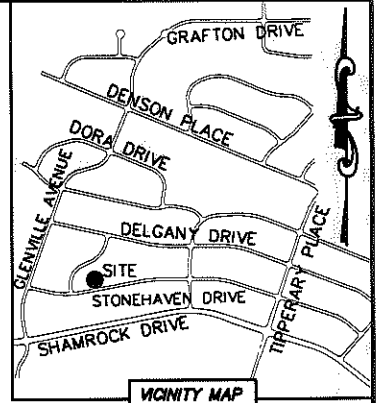 GRAFTON DRIVE
DENSON PLACE
DORA DRIVE
GLENVILLE AVENUE
DELGANY DRIVE
TIPPERARY PLACE
SITE
STONEHAVEN DRIVE
SHAMROCK DRIVE
VICINITY MAP